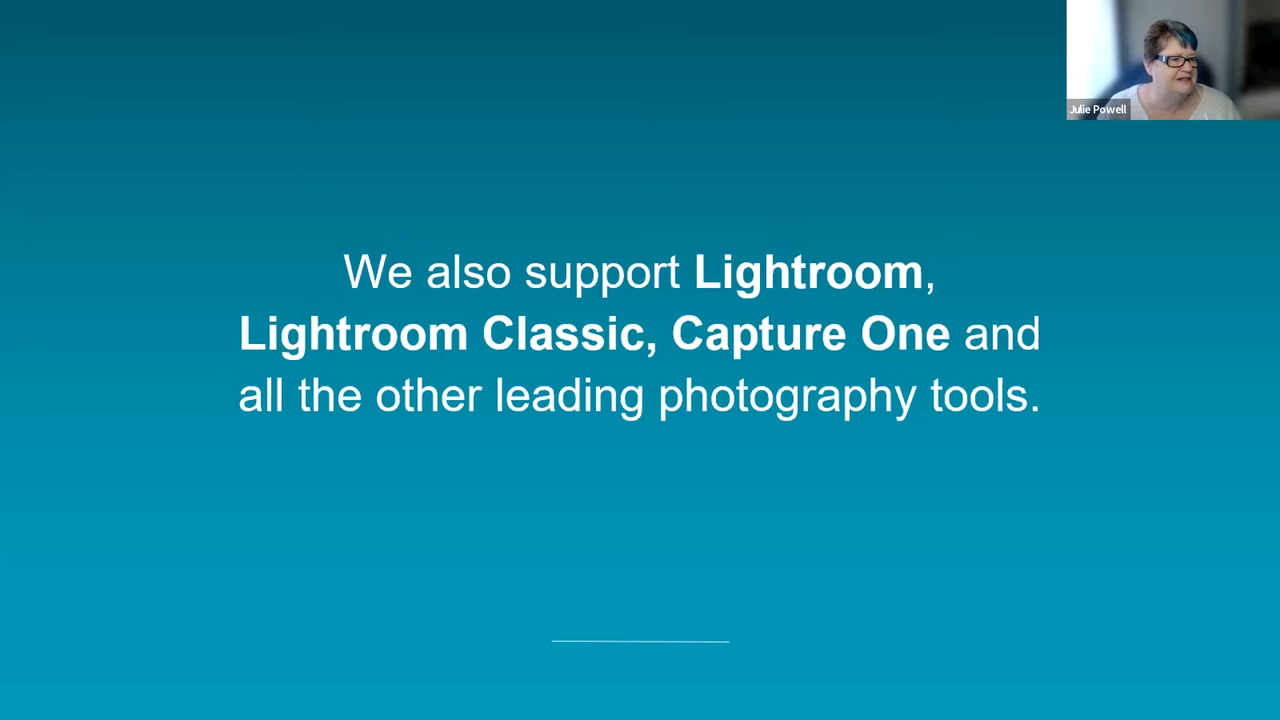 Julie Powell
We also support Lightroom,
Lightroom Classic, Capture One and
all the other leading photography tools.